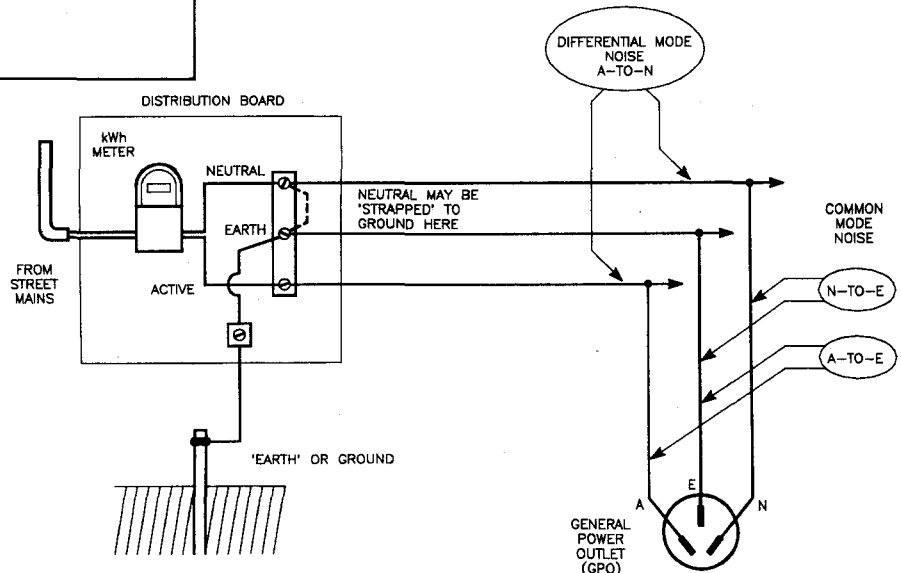 DIFFERENTIAL MODE
NOISE
A-TO-N
DISTRIBUTION BOARD
kWh
METER
NEUTRAL
NEUTRAL MAY BE
'STRAPPED' TO
GROUND HERE
EARTH
COMMON
MODE
NOISE
FROM
STREET
MAINS
ACTIVE
N-TO-E
A-TO-E
'EARTH' OR GROUND
E
A
N
GENERAL
POWER
OUTLET
(GPO)